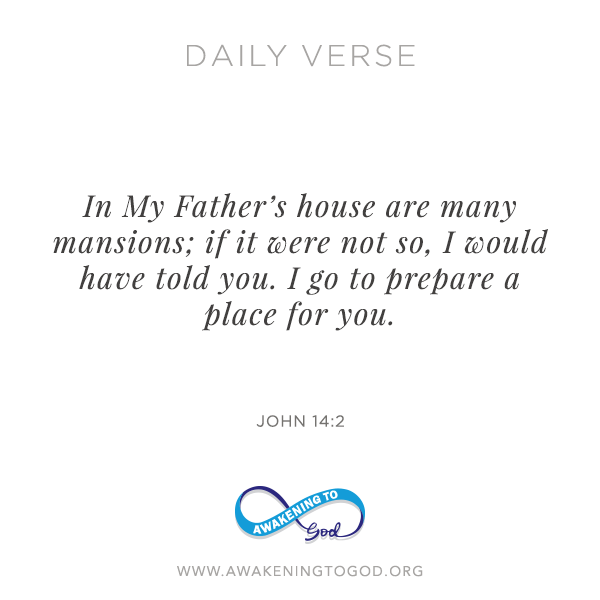 DAILY VERSE
In My Father’s house are many
mansions; if it were not so, I would
have told you. I go to prepare a
place for you.
JOHN 14:2
AWAKENING TO
God
WWW.AWAKENINGTOGOD.ORG